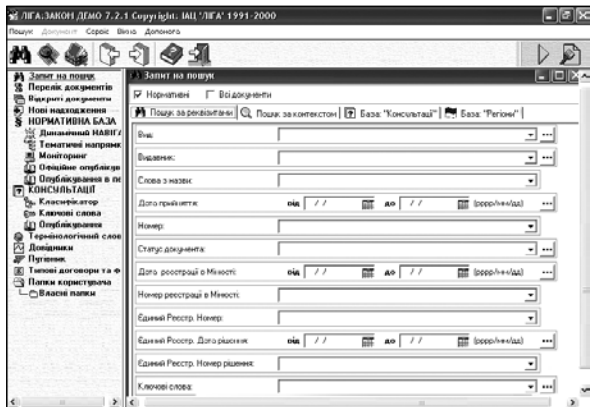 ЛІГА:ЗАКОН ДЕМО 7.2.1 Copyright: ІАЦ "ЛІГА" 1991-2000
Пошук Документ Сервіс Вікна Допомога
Запит на пошук
Перелік документів
Відкриті документи
Нові надходження
НОРМАТИВНА БАЗА
Динамічний НАВІГА
Тематичні напрямк
Моніторинг
Офіційне опублікув
Опублікування в пе
КОНСУЛЬТАЦІЇ
Класифікатор
Ключові слова
Опублікування
Термінологічний слов
Довідники
Путівник
Типові договори та Ф
Папки користувача
Власні папки
Запит на пошук
Нормативні Всі документи
Пошук за реквізитами Пошук за контекстом База "Консультації" База "Регіони"
Вид:
Видавник:
Слова з назви:
Дата прийняття: від / / до / / (рррр/мм/дд)
Номер:
Статус документа:
Дата реєстрації в Мінюсті: від / / до / / (рррр/мм/дд)
Номер реєстрації в Мінюсті:
Єдиний Реєстр. Номер:
Єдиний Реєстр. Дата рішення: від / / до / / (рррр/мм/дд)
Єдиний Реєстр. Номер рішення:
Ключові слова: